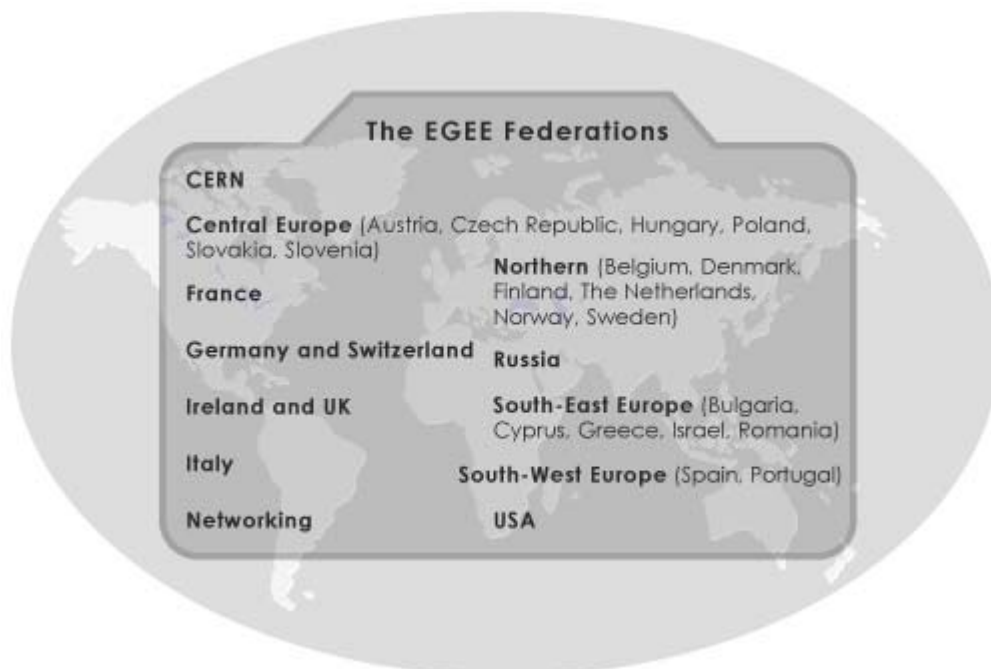 The EGEE Federations
CERN
Central Europe (Austria, Czech Republic, Hungary, Poland,
Slovakia, Slovenia)
France
Germany and Switzerland
Ireland and UK
Italy
Networking
Northern (Belgium, Denmark,
Finland, The Netherlands,
Norway, Sweden)
Russia
South-East Europe (Bulgaria,
Cyprus, Greece, Israel, Romania)
South-West Europe (Spain, Portugal)
USA